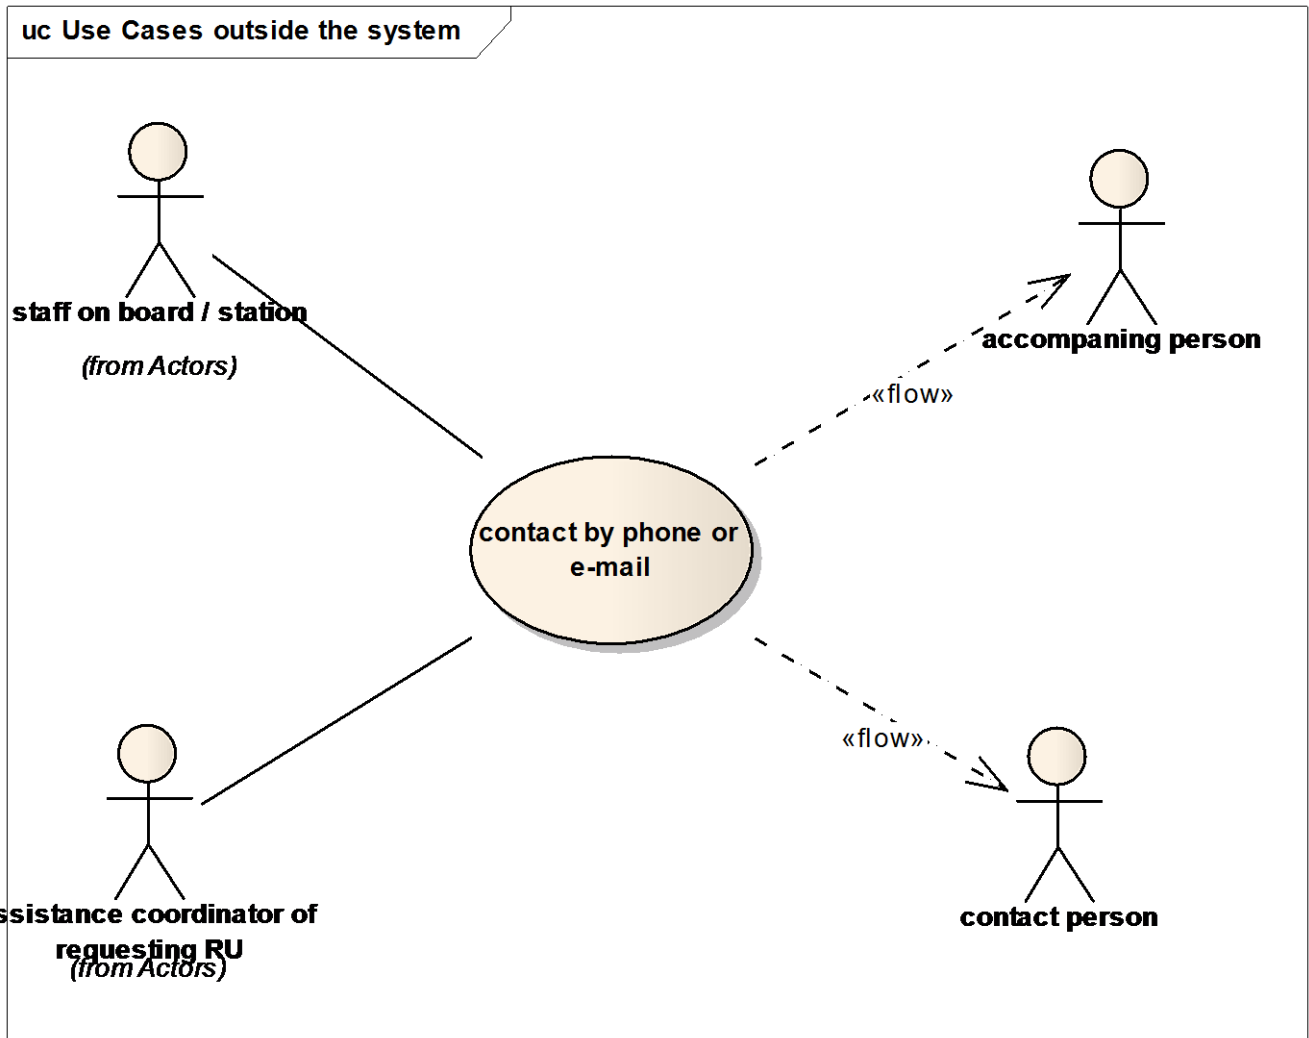 uc Use Cases outside the system
staff on board / station
(from Actors)
accompaning person
«flow»
contact by phone or
e-mail
«flow»
ssistance coordinator of
requesting RU
(from Actors)
contact person